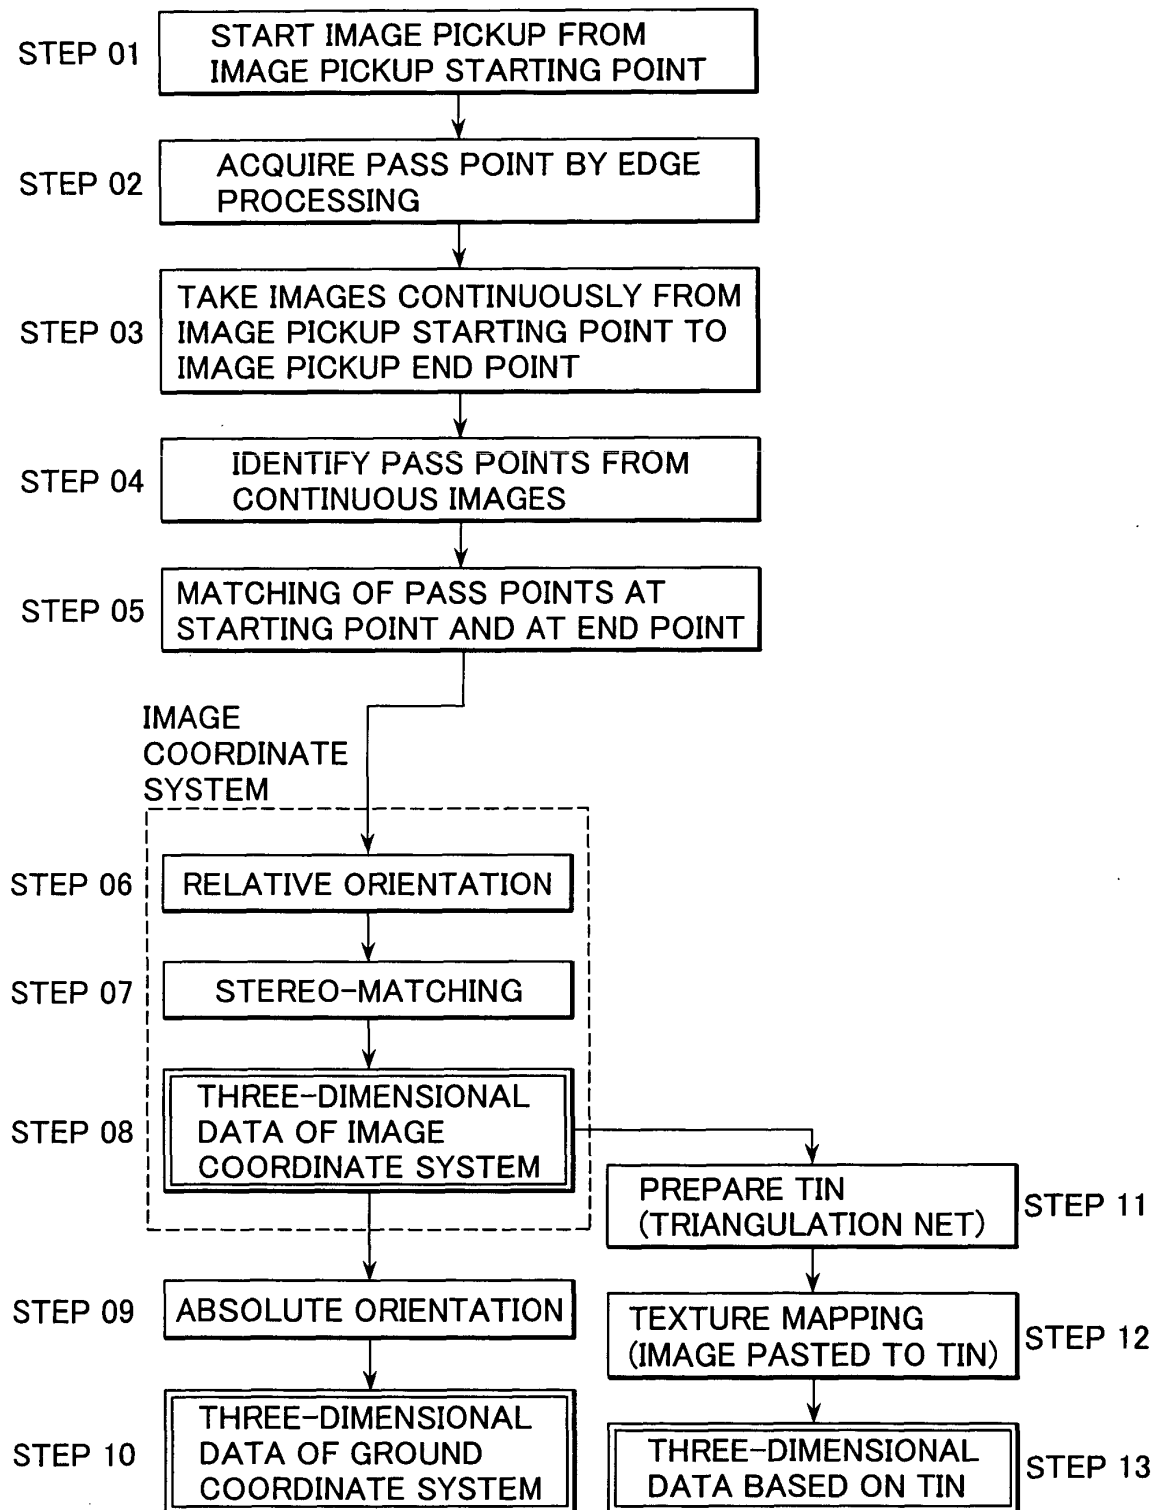 STEP 01
START IMAGE PICKUP FROM
IMAGE PICKUP STARTING POINT
STEP 02
ACQUIRE PASS POINT BY EDGE
PROCESSING
STEP 03
TAKE IMAGES CONTINUOUSLY FROM
IMAGE PICKUP STARTING POINT TO
IMAGE PICKUP END POINT
STEP 04
IDENTIFY PASS POINTS FROM
CONTINUOUS IMAGES
STEP 05
MATCHING OF PASS POINTS AT
STARTING POINT AND AT END POINT
IMAGE
COORDINATE
SYSTEM
STEP 06
RELATIVE ORIENTATION
STEP 07
STEREO-MATCHING
STEP 08
THREE-DIMENSIONAL
DATA OF IMAGE
COORDINATE SYSTEM
STEP 09
ABSOLUTE ORIENTATION
STEP 10
THREE-DIMENSIONAL
DATA OF GROUND
COORDINATE SYSTEM
PREPARE TIN
(TRIANGULATION NET)
STEP 11
TEXTURE MAPPING
(IMAGE PASTED TO TIN)
STEP 12
THREE-DIMENSIONAL
DATA BASED ON TIN
STEP 13